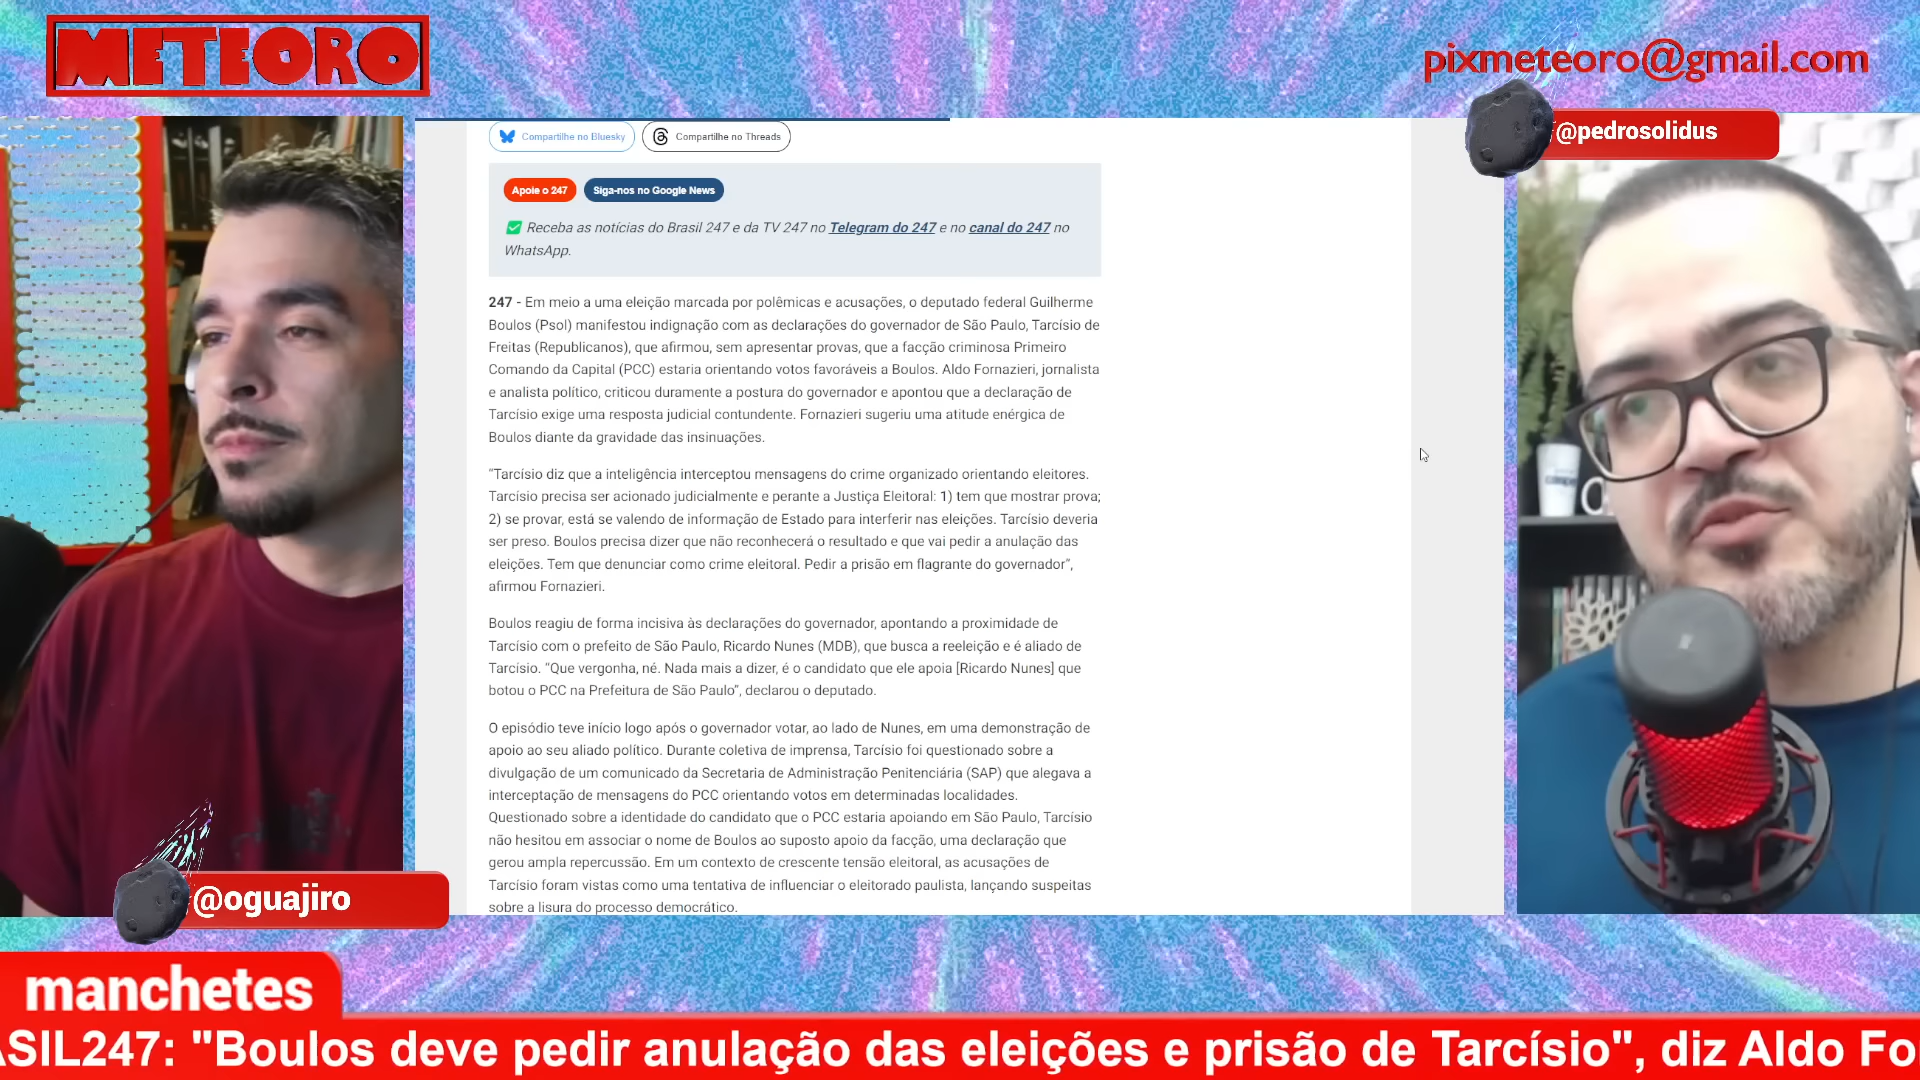 METEORO
pixmeteoro@gmail.com
@pedrosolidus
Compartilhe no Bluesky
Compartilhe no Threads
Apoie o 247
Siga-nos no Google News
Receba as notícias do Brasil 247 e da TV 247 no Telegram do 247 e no canal do 247 no
WhatsApp.
247 - Em meio a uma eleição marcada por polêmicas e acusações, o deputado federal Guilherme
Boulos (Psol) manifestou indignação com as declarações do governador de São Paulo, Tarcísio de
Freitas (Republicanos), que afirmou, sem apresentar provas, que a facção criminosa Primeiro
Comando da Capital (PCC) estaria orientando votos favoráveis a Boulos. Aldo Fornazieri, jornalista
e analista político, criticou duramente a postura do governador e apontou que a declaração de
Tarcísio exige uma resposta judicial contundente. Fornazieri sugeriu uma atitude enérgica de
Boulos diante da gravidade das insinuações.
“Tarcísio diz que a inteligência interceptou mensagens do crime organizado orientando eleitores.
Tarcísio precisa ser acionado judicialmente e perante a Justiça Eleitoral: 1) tem que mostrar prova;
2) se provar, está se valendo de informação de Estado para interferir nas eleições. Tarcísio deveria
ser preso. Boulos precisa dizer que não reconhecerá o resultado e que vai pedir a anulação das
eleições. Tem que denunciar como crime eleitoral. Pedir a prisão em flagrante do governador”,
afirmou Fornazieri.
Boulos reagiu de forma incisiva às declarações do governador, apontando a proximidade de
Tarcísio com o prefeito de São Paulo, Ricardo Nunes (MDB), que busca a reeleição e é aliado de
Tarcísio. “Que vergonha, né. Nada mais a dizer, é o candidato que ele apoia [Ricardo Nunes] que
botou o PCC na Prefeitura de São Paulo”, declarou o deputado.
O episódio teve início logo após o governador votar, ao lado de Nunes, em uma demonstração de
apoio ao seu aliado político. Durante coletiva de imprensa, Tarcísio foi questionado sobre a
divulgação de um comunicado da Secretaria de Administração Penitenciária (SAP) que alegava a
interceptação de mensagens do PCC orientando votos em determinadas localidades.
Questionado sobre a identidade do candidato que o PCC estaria apoiando em São Paulo, Tarcísio
não hesitou em associar o nome de Boulos ao suposto apoio da facção, uma declaração que
gerou ampla repercussão. Em um contexto de crescente tensão eleitoral, as acusações de
Tarcísio foram vistas como uma tentativa de influenciar o eleitorado paulista, lançando suspeitas
sobre a lisura do processo democrático.
@oguajiro
manchetes
ASIL247: "Boulos deve pedir anulação das eleições e prisão de Tarcísio", diz Aldo Fo